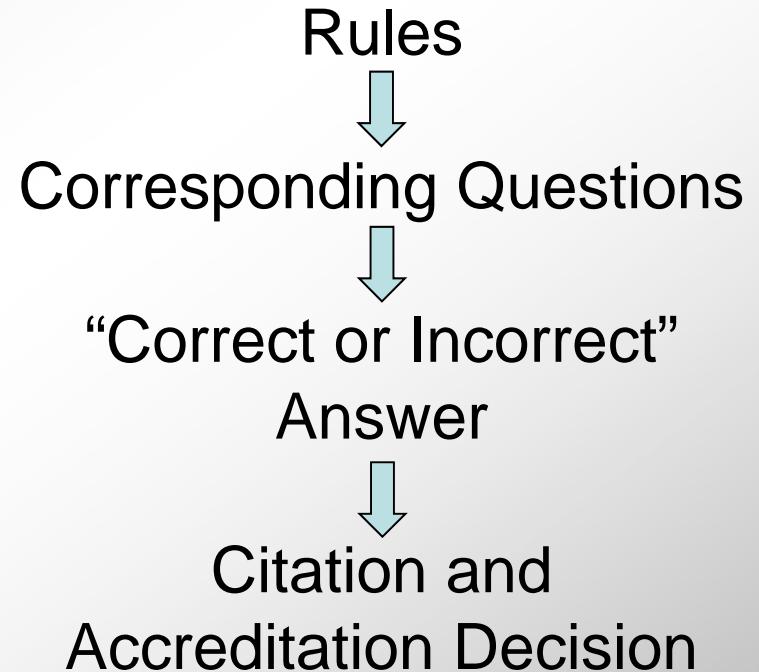 Rules
Corresponding Questions
“Correct or Incorrect”
Answer
Citation and
Accreditation Decision